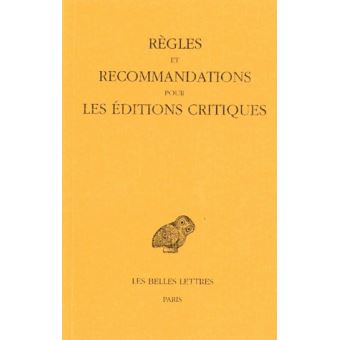 RÈGLES
ET
RECOMMANDATIONS
POUR
LES ÉDITIONS CRITIQUES
LES BELLES LETTRES
PARIS